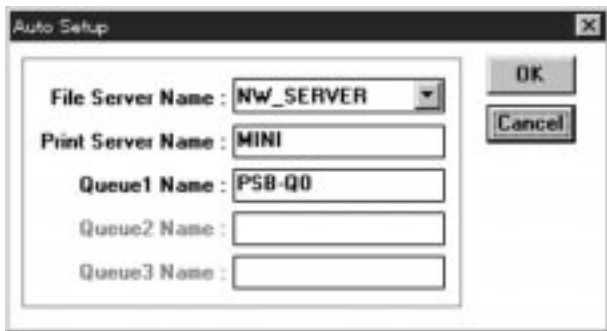 Auto Setup
File Server Name : NW_SERVER
OK
Print Server Name : MINI
Cancel
Queue1 Name : PSB-Q0
Queue2 Name :
Queue3 Name :